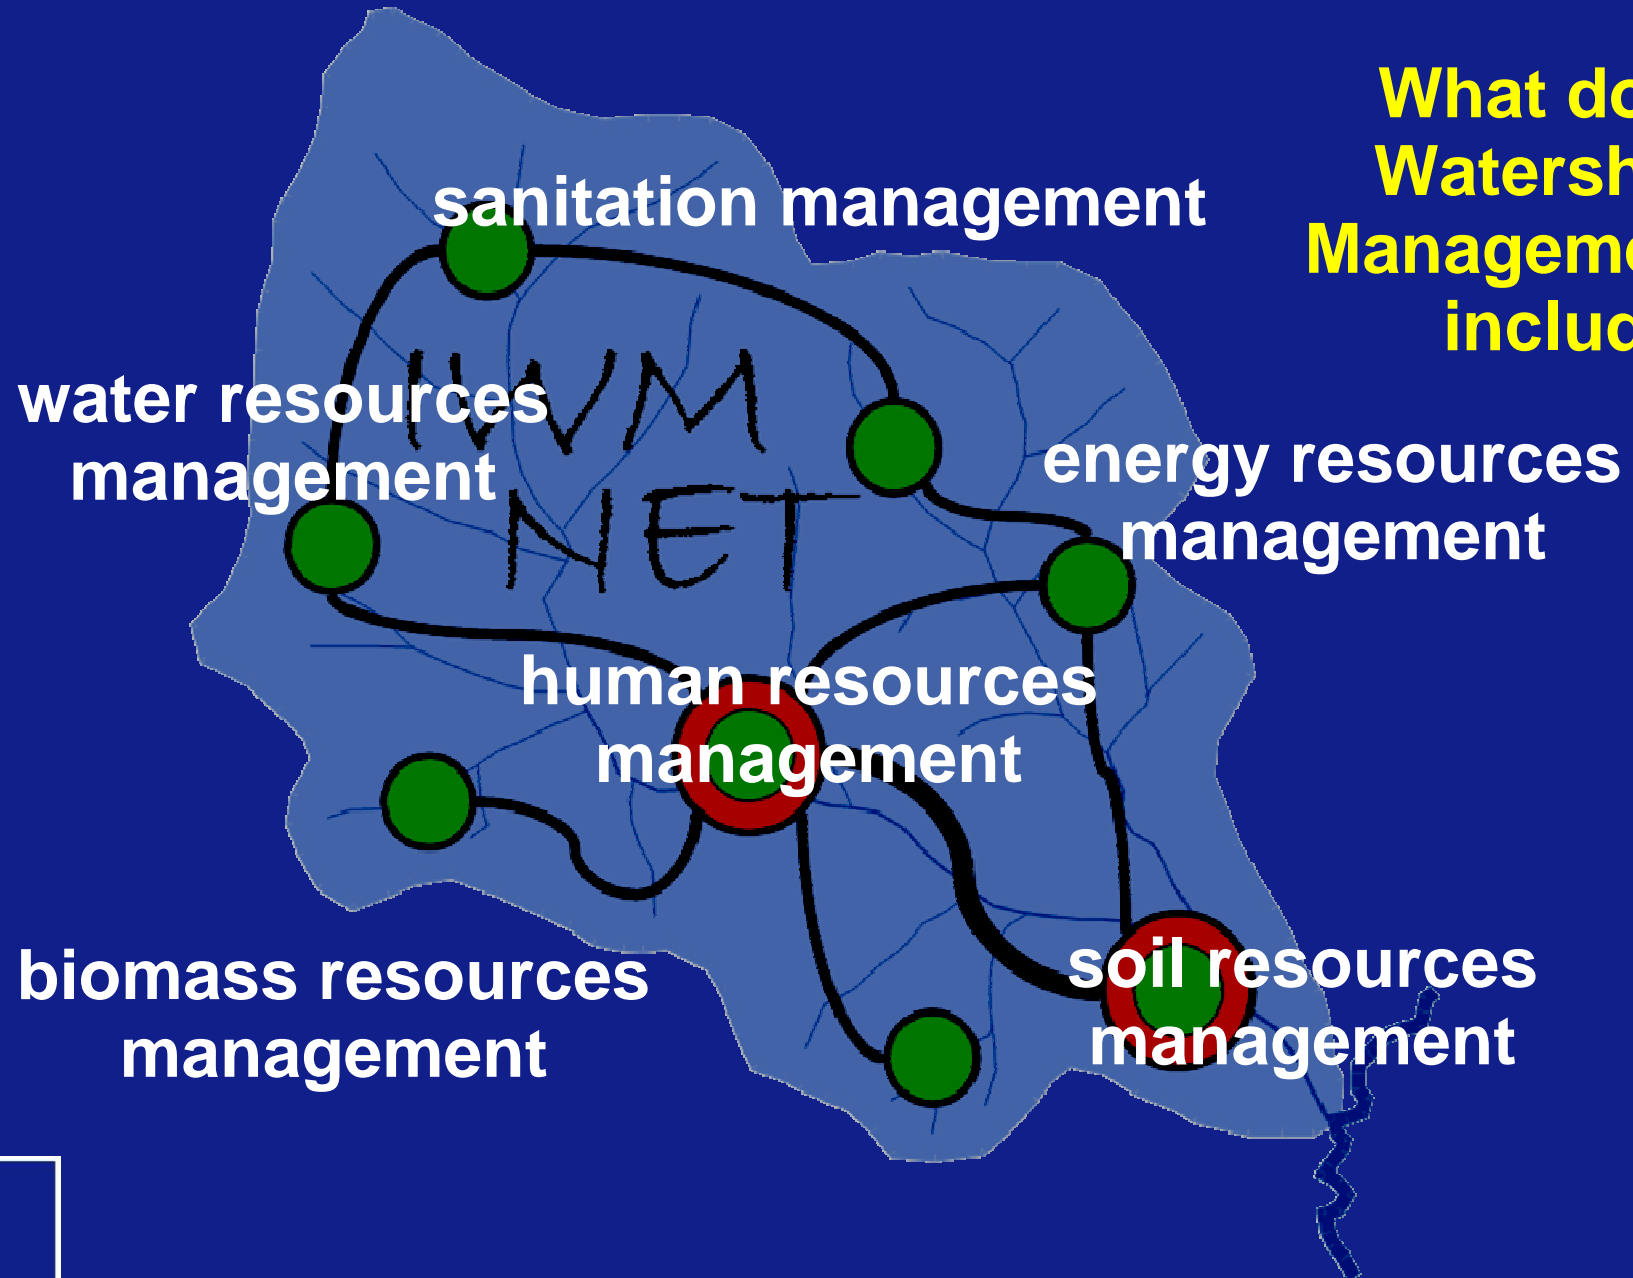 What do
Watersh
Manageme
includ
sanitation management
water resources
management
IWM
NET
energy resources
management
human resources
management
biomass resources
management
soil resources
management